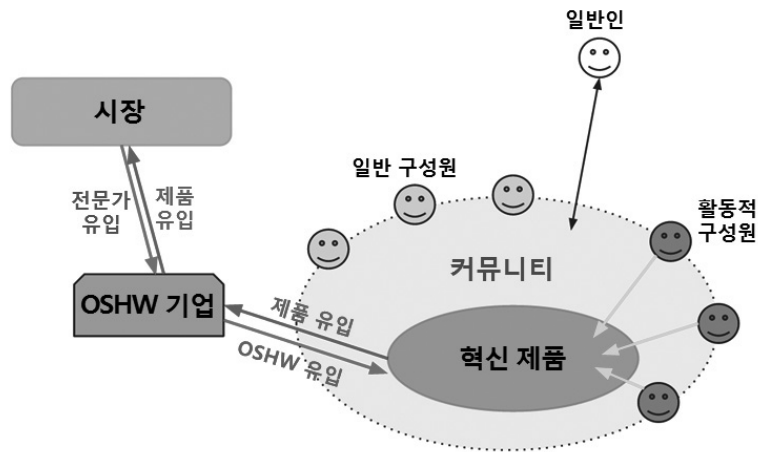 일반인
시장
일반 구성원
전문가
유입
제품
유입
활동적
구성원
커뮤니티
OSHW 기업
제품 유입
OSHW 유입
혁신 제품